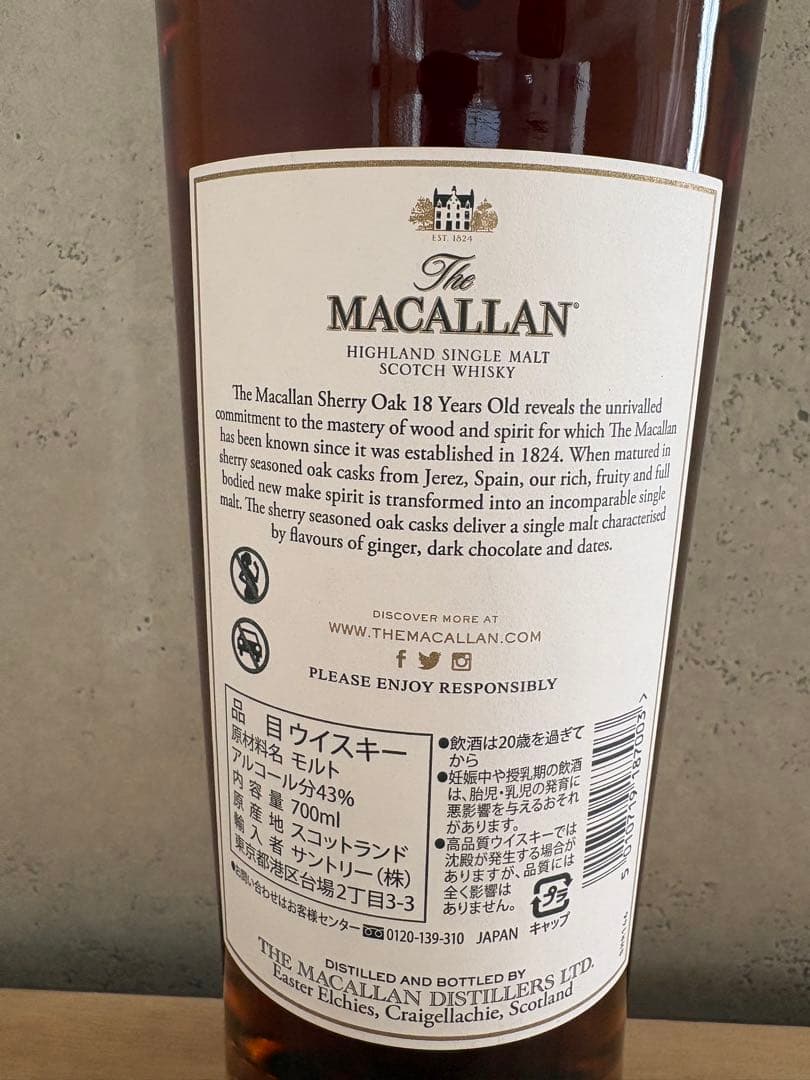 EST. 1824
The
MACALLAN®
HIGHLAND SINGLE MALT
SCOTCH WHISKY
The Macallan Sherry Oak 18 Years Old reveals the unrivalled
commitment to the mastery of wood and spirit for which The Macallan
has been known since it was established in 1824. When matured in
sherry seasoned oak casks from Jerez, Spain, our rich, fruity and full
bodied new make spirit is transformed into an incomparable single
malt. The sherry seasoned oak casks deliver a single malt characterised
by flavours of ginger, dark chocolate and dates.
DISCOVER MORE AT
WWW.THEMACALLAN.COM
PLEASE ENJOY RESPONSIBLY
品 目 ウイスキー
原材料名 モルト
アルコール分43%
内 容 量 700ml
原 産 地 スコットランド
輸 入 者 サントリー(株)
東京都港区台場2丁目3-3
●お問い合わせはお客様センター 0120-139-310 JAPAN
●飲酒は20歳を過ぎて
から
●妊娠中や授乳期の飲酒
は、胎児・乳児の発育に
悪影響を与えるおそれ
があります。
●高品質ウイスキーでは
沈殿が発生する場合が
ありますが、品質には
全く影響は
ありません。
プラ
キャップ
5 010719 187003 >
DISTILLED AND BOTTLED BY
THE MACALLAN DISTILLERS LTD.
Easter Elchies, Craigellachie, Scotland